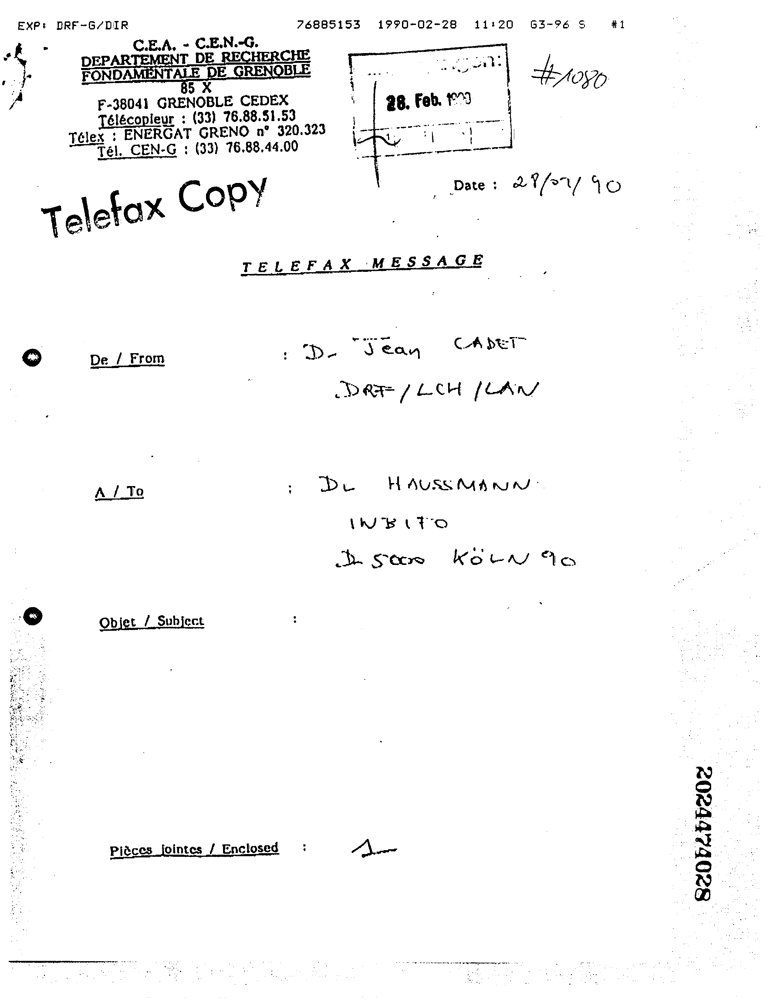 EXP: DRF-G/DIR 76885153 1990-02-28 11:20 G3-96 S #1
C.E.A. - C.E.N.-G.
DEPARTEMENT DE RECHERCHE
FONDAMENTALE DE GRENOBLE
85 X
F-38041 GRENOBLE CEDEX
Télécopieur : (33) 76.88.51.53
Télex : ENERGAT GRENO n° 320.323
Tél. CEN-G : (33) 76.88.44.00
28. Feb. 1990
#1080
Date : 28/02/90
Telefax Copy
TELEFAX MESSAGE
De / From : Dr Jean CADET
DRF/LCH/LAN
A / To : Dr HAUSSMANN
INBIFO
D 5000 KÖLN 90
Objet / Subject :
Pièces jointes / Enclosed : 1
2024474028